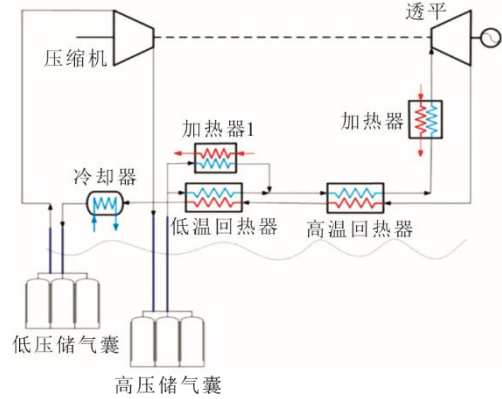 透平
压缩机
加热器1
加热器
冷却器
低温回热器
高温回热器
低压储气囊
高压储气囊